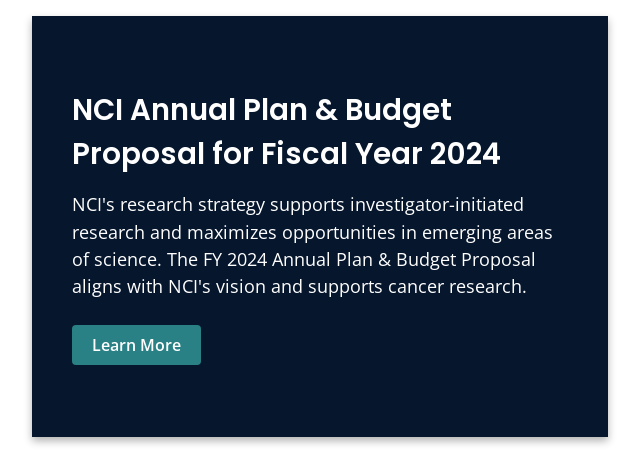 NCI Annual Plan & Budget
Proposal for Fiscal Year 2024
NCI's research strategy supports investigator-initiated
research and maximizes opportunities in emerging areas
of science. The FY 2024 Annual Plan & Budget Proposal
aligns with NCI's vision and supports cancer research.
Learn More